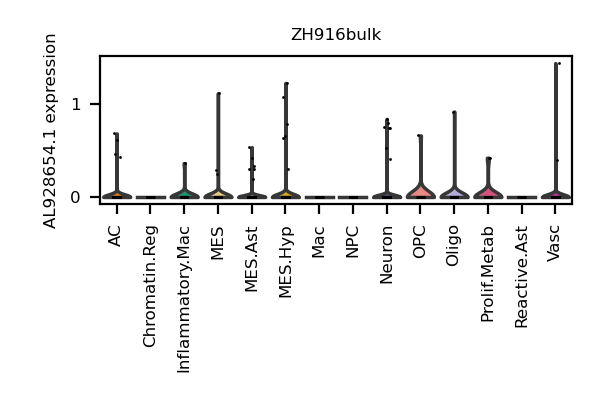 ZH916bulk
AL928654.1 expression
1
0
AC
Chromatin.Reg
Inflammatory.Mac
MES
MES.Ast
MES.Hyp
Mac
NPC
Neuron
OPC
Oligo
Prolif.Metab
Reactive.Ast
Vasc